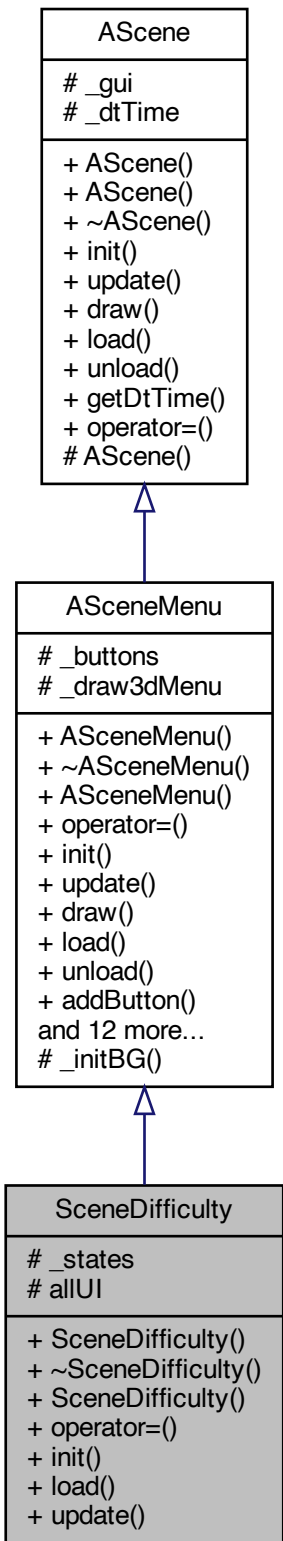 AScene
# _gui
# _dtTime
+ AScene()
+ AScene()
+ ~AScene()
+ init()
+ update()
+ draw()
+ load()
+ unload()
+ getDtTime()
+ operator=()
# AScene()
ASceneMenu
# _buttons
# _draw3dMenu
+ ASceneMenu()
+ ~ASceneMenu()
+ ASceneMenu()
+ operator=()
+ init()
+ update()
+ draw()
+ load()
+ unload()
+ addButton()
and 12 more...
# _initBG()
SceneDifficulty
# _states
# allUI
+ SceneDifficulty()
+ ~SceneDifficulty()
+ SceneDifficulty()
+ operator=()
+ init()
+ load()
+ update()